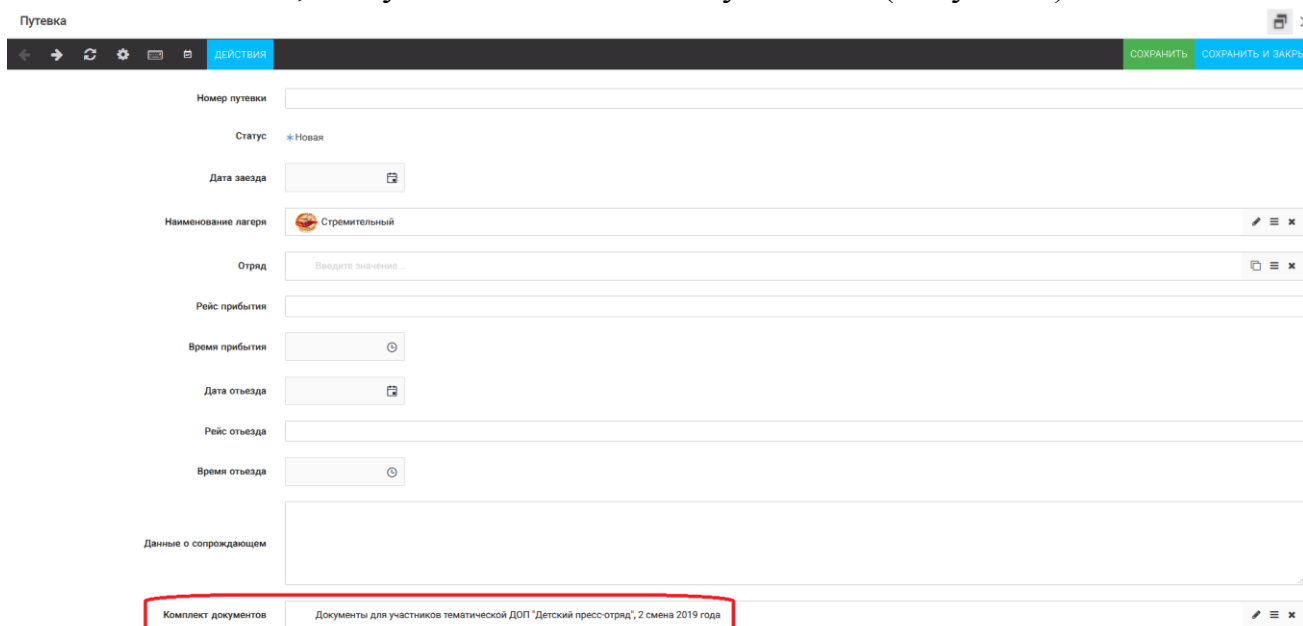 Путевка
ДЕЙСТВИЯ
СОХРАНИТЬ СОХРАНИТЬ И ЗАКРЫ
Номер путевки
Статус Новая
Дата заезда
Наименование лагеря Стремительный
Отряд Введите значение...
Рейс прибытия
Время прибытия
Дата отъезда
Рейс отъезда
Время отъезда
Данные о сопрождающем
Комплект документов Документы для участников тематической ДОП "Детский пресс-отряд", 2 смена 2019 года